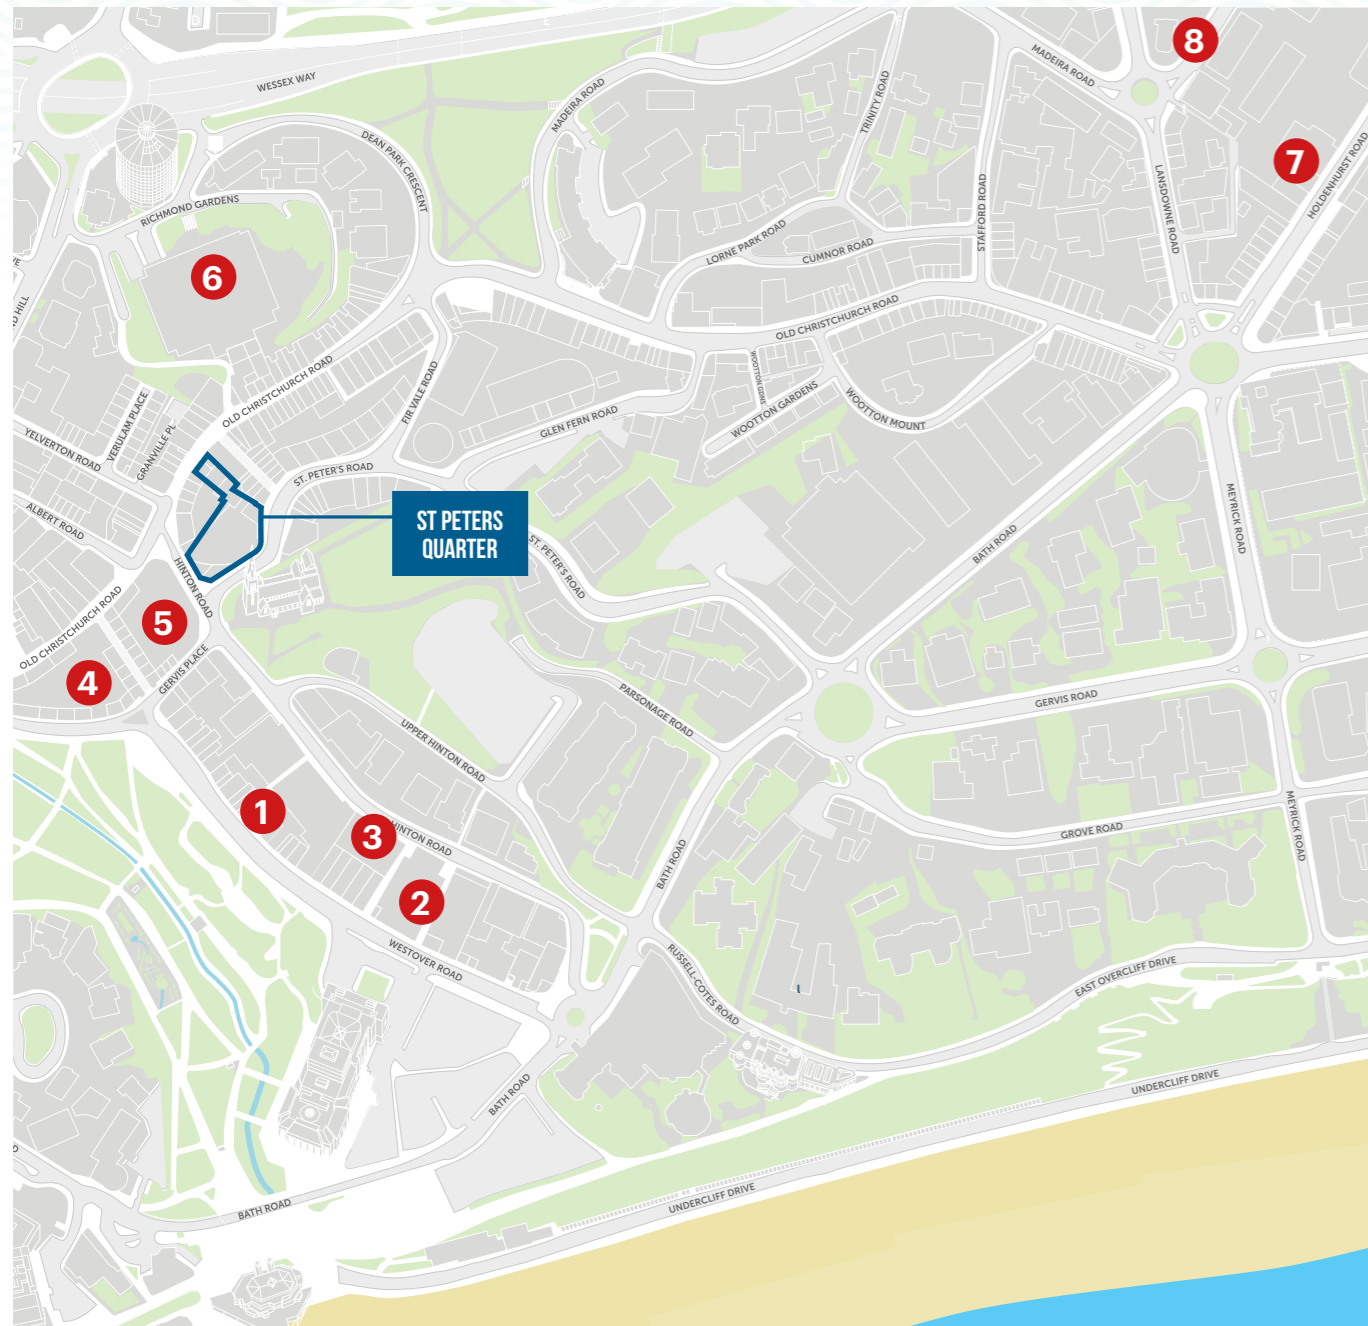 8
MADEIRA ROAD
WESSEX WAY
MADEIRA ROAD
TRINITY ROAD
DEAN PARK CRESCENT
7
HOLDENHURST ROAD
LANSDOWNE ROAD
STAFFORD ROAD
RICHMOND GARDENS
LORNE PARK ROAD
CUMNOR ROAD
6
D HILL
OLD CHRISTCHURCH ROAD
OLD CHRISTCHURCH ROAD
WOOTTON GDNS
WOOTTON GARDENS
WOOTTON MOUNT
FIR VALE ROAD
GLEN FERN ROAD
VERULAM PLACE
GRANVILLE PL
YELVERTON ROAD
ST. PETER'S ROAD
ALBERT ROAD
ST PETERS
QUARTER
ST. PETER'S ROAD
BATH ROAD
MEYRICK ROAD
HINTON ROAD
OLD CHRISTCHURCH ROAD
5
GERVIS PLACE
4
PARSONAGE ROAD
GERVIS ROAD
UPPER HINTON ROAD
1
3
HINTON ROAD
GROVE ROAD
MEYRICK ROAD
BATH ROAD
2
WESTOVER ROAD
RUSSELL-COTES ROAD
EAST OVERCLIFF DRIVE
BATH ROAD
UNDERCLIFF DRIVE
UNDERCLIFF DRIVE
BATH ROAD